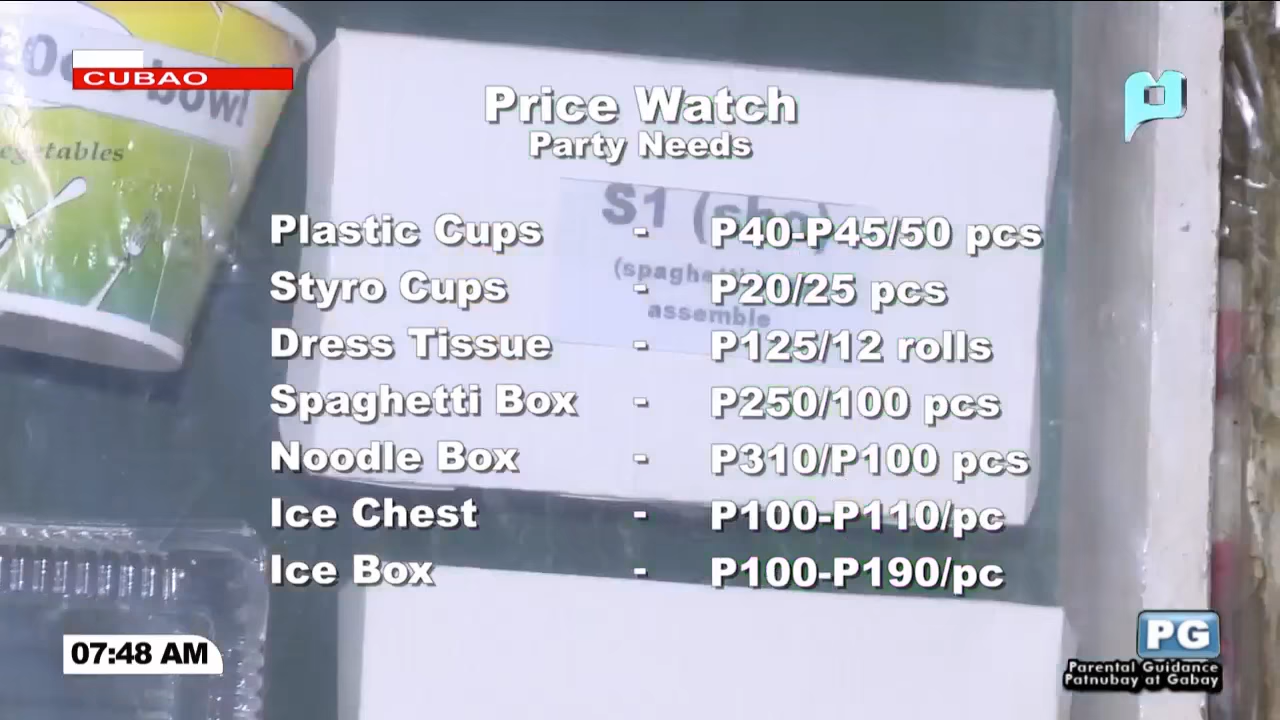 CUBAO
bowl
Price Watch
Party Needs
S1
Plastic Cups - P40-P45/50 pcs
Styro Cups - P20/25 pcs
assemble
Dress Tissue - P125/12 rolls
Spaghetti Box - P250/100 pcs
Noodle Box - P310/P100 pcs
Ice Chest - P100-P110/pc
Ice Box - P100-P190/pc
07:48 AM
PG
Parental Guidance
Patnubay at Gabay